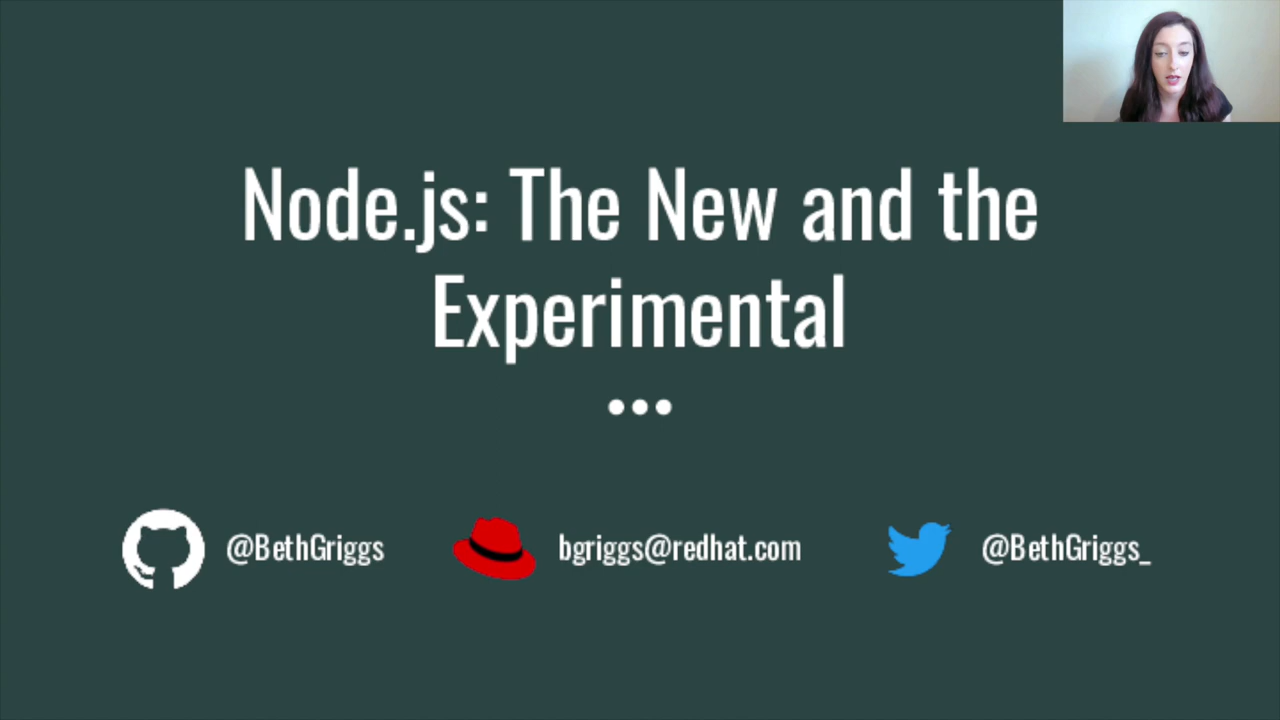 Node.js: The New and the
Experimental
@BethGriggs
bgriggs@redhat.com
@BethGriggs_